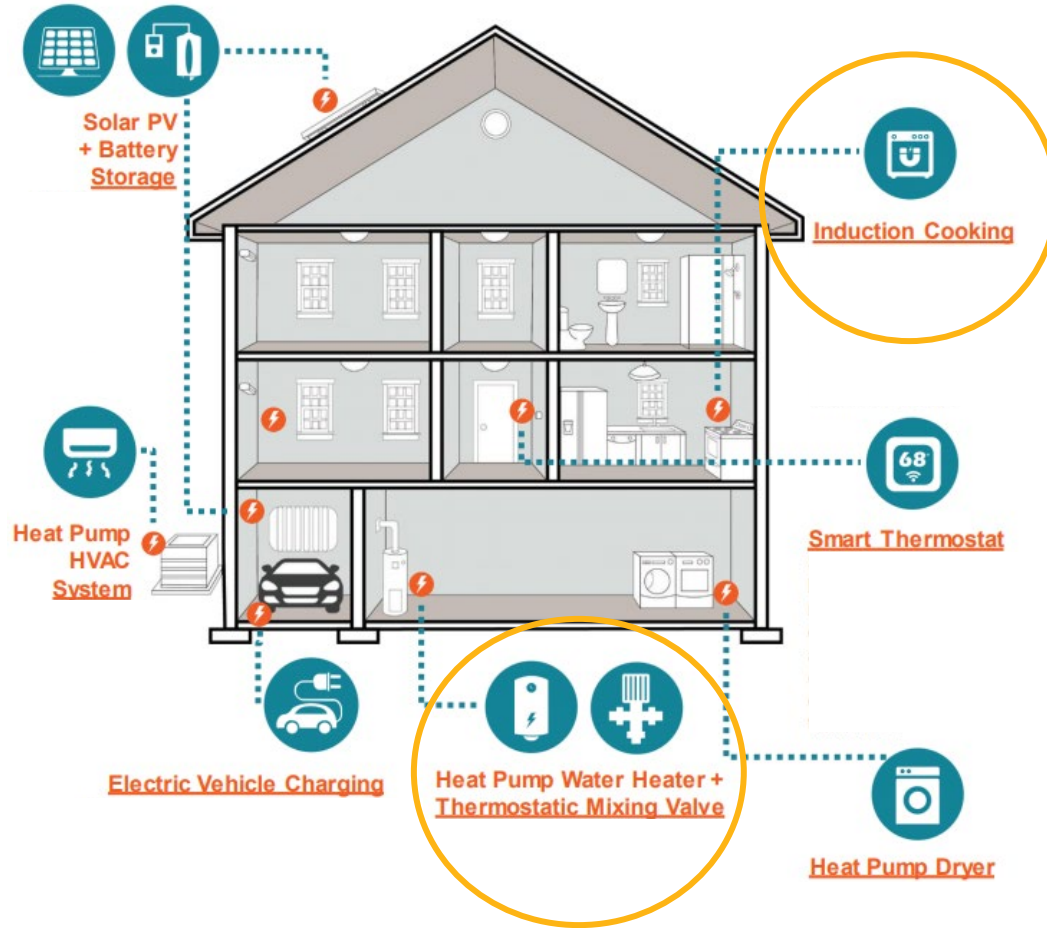 Solar PV
+ Battery
Storage
Induction Cooking
68°
Smart Thermostat
Heat Pump
HVAC
System
Electric Vehicle Charging
Heat Pump Water Heater +
Thermostatic Mixing Valve
Heat Pump Dryer